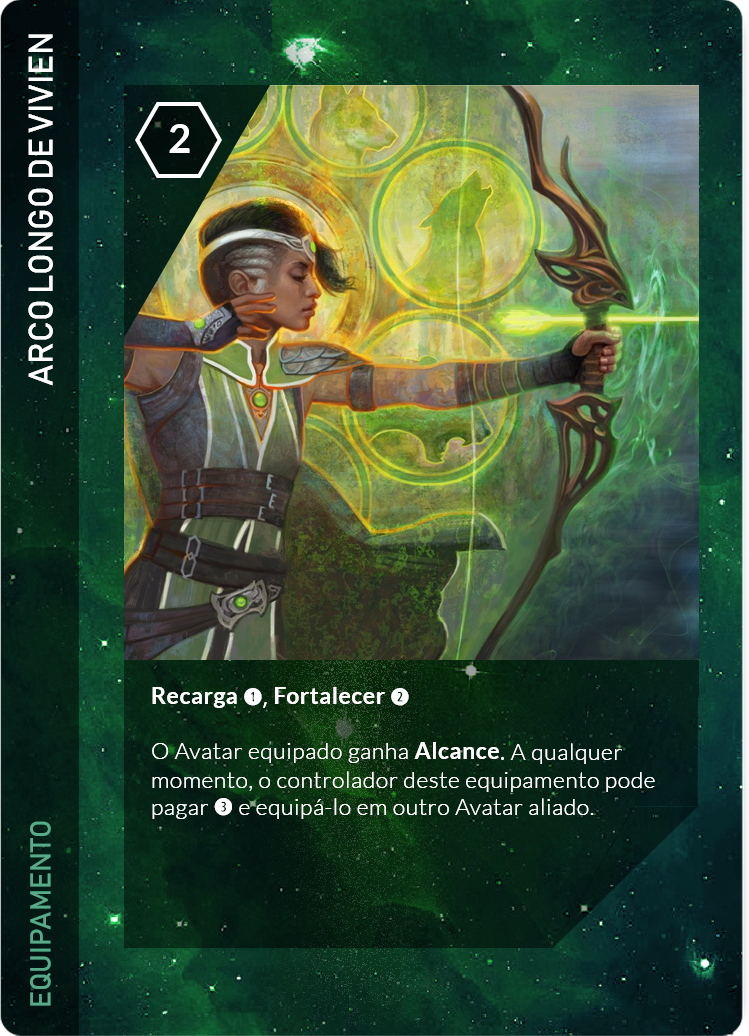 ARCO LONGO DE VIVIEN
EQUIPAMENTO
2
Recarga ❶, Fortalecer ❷
O Avatar equipado ganha Alcance. A qualquer
momento, o controlador deste equipamento pode
pagar ❸ e equipá-lo em outro Avatar aliado.